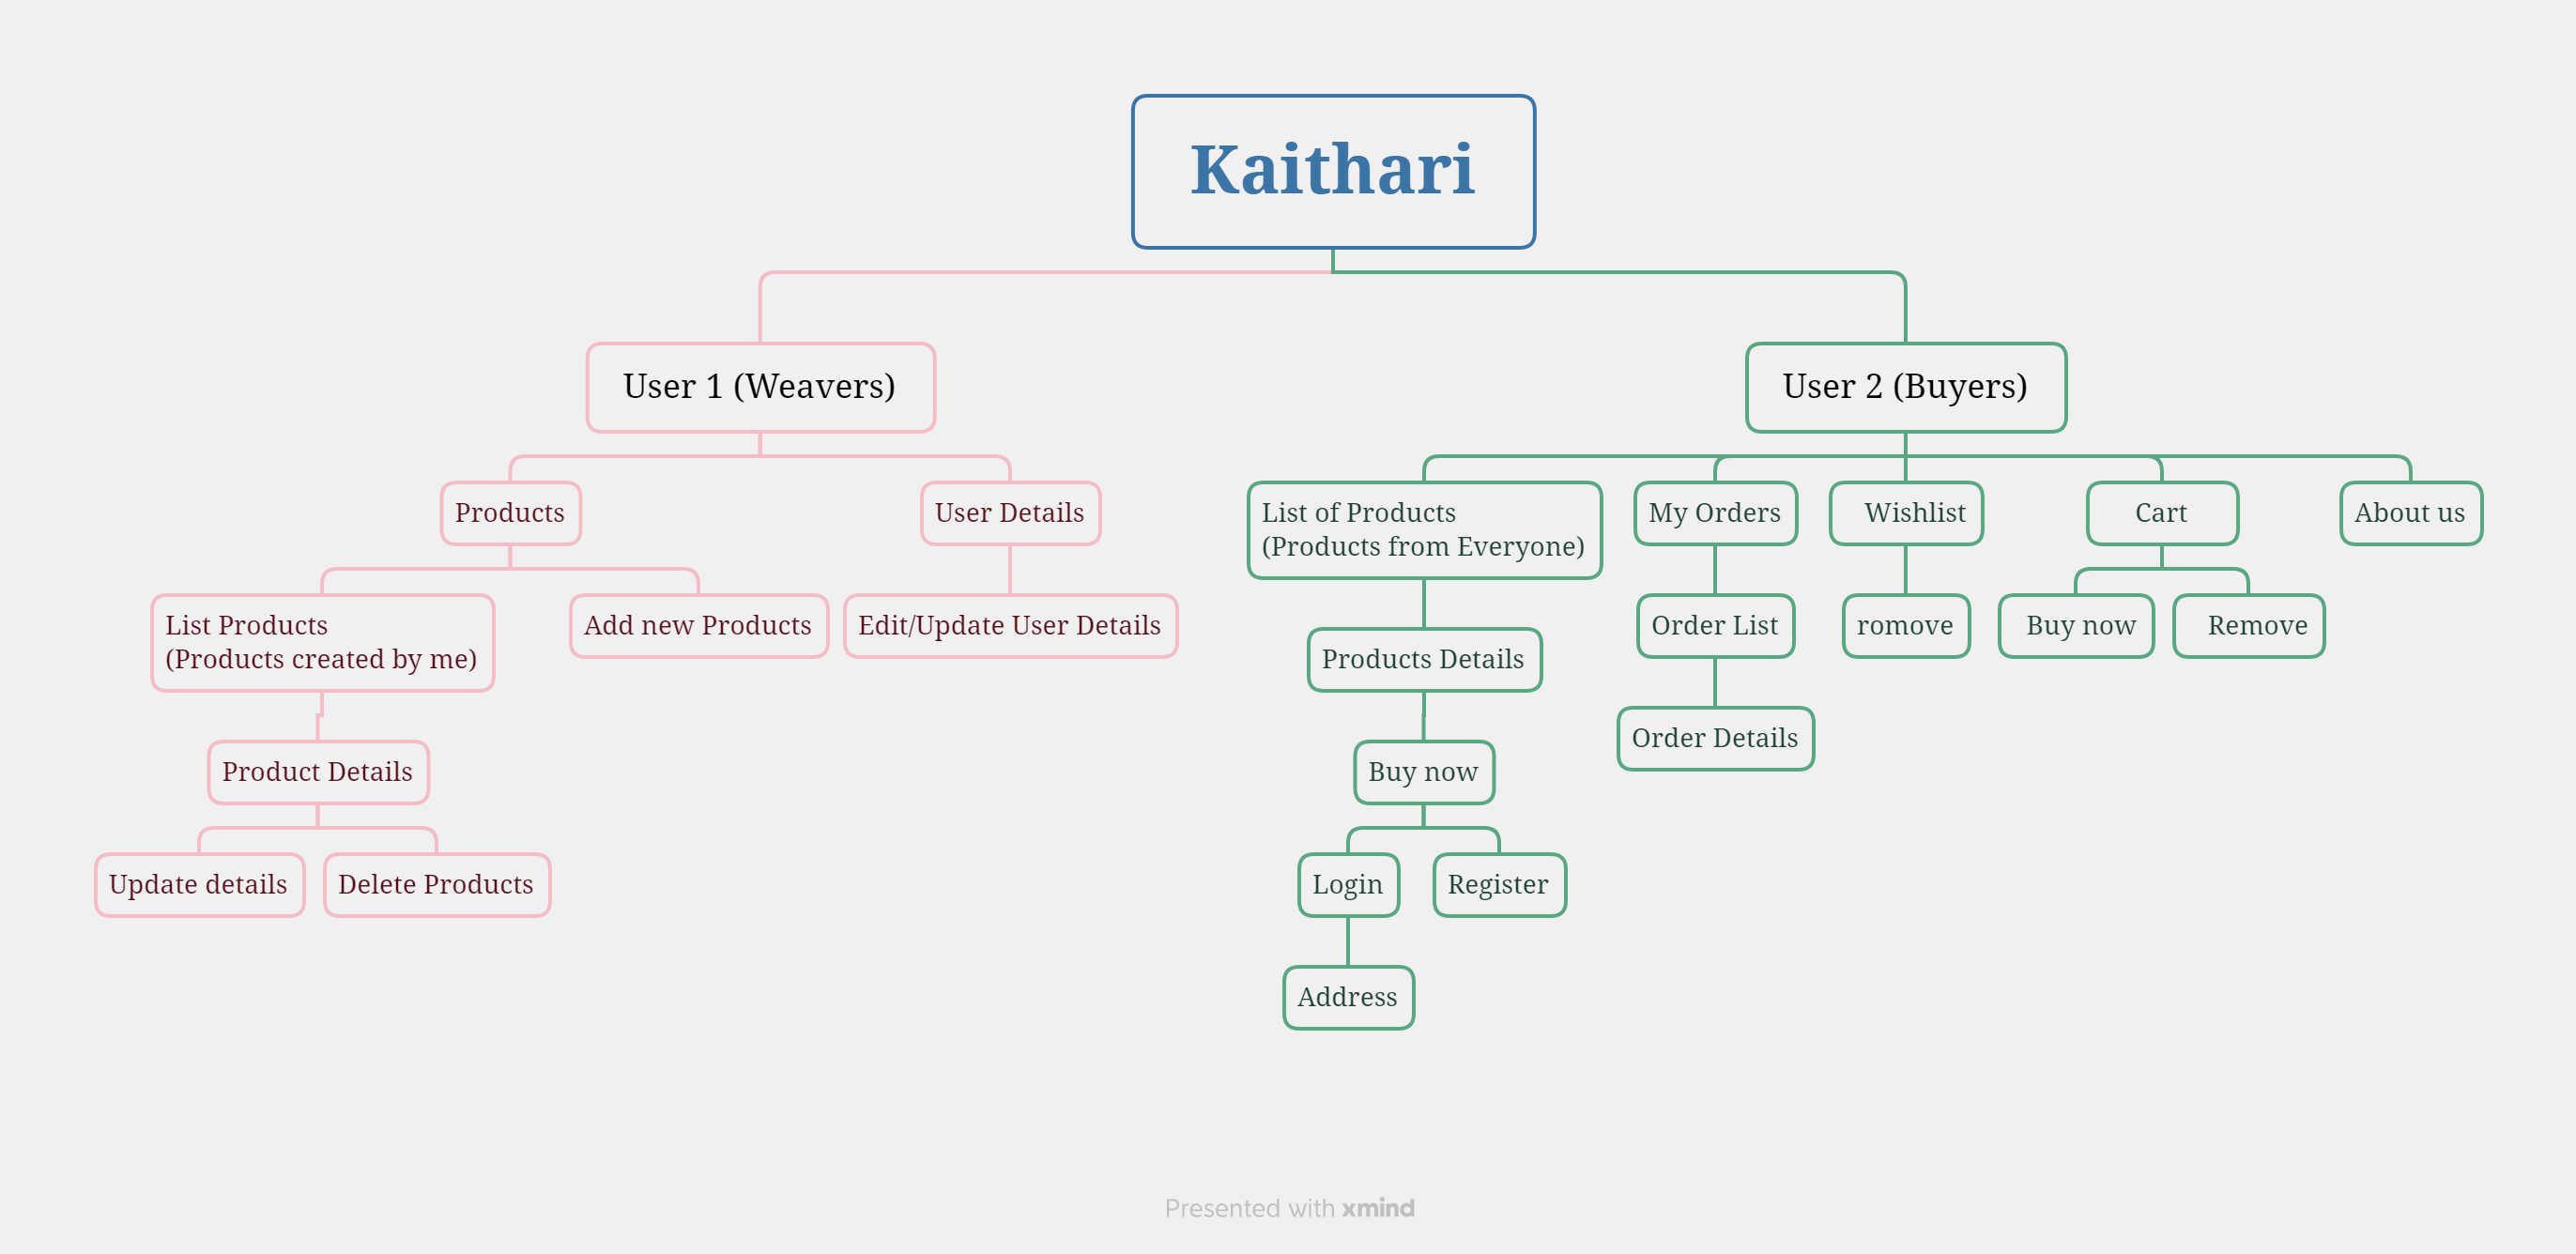 Kaithari
User 1 (Weavers)
User 2 (Buyers)
Products
User Details
List of Products
(Products from Everyone)
My Orders
Wishlist
Cart
About us
List Products
(Products created by me)
Add new Products
Edit/Update User Details
Products Details
Order List
romove
Buy now
Remove
Product Details
Buy now
Order Details
Update details
Delete Products
Login
Register
Address
Presented with xmind